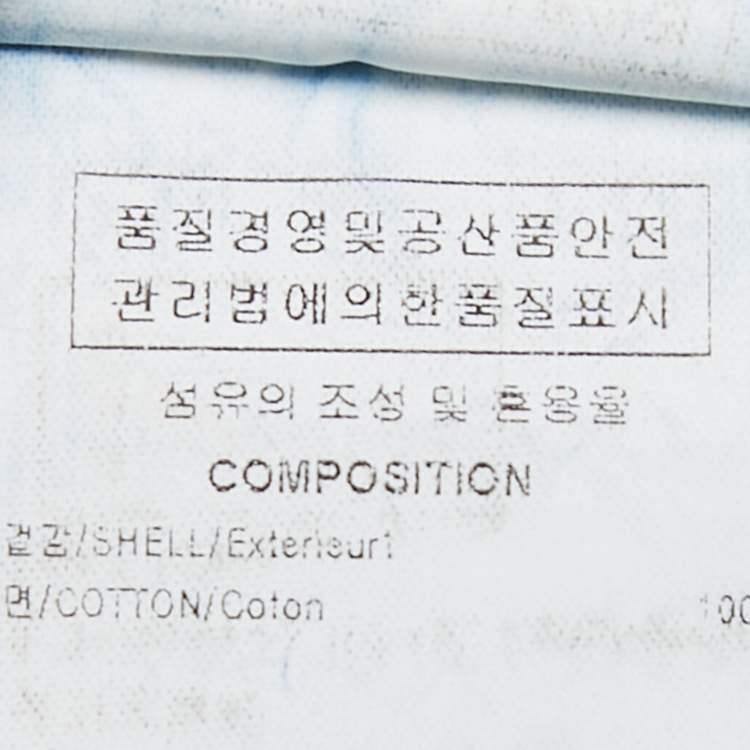 품질경영및공산품안전
관리법에의한품질표시
섬유의 조성 및 혼용율
COMPOSITION
겉감/SHELL/Exterieur1
면/COTTON/Coton 100